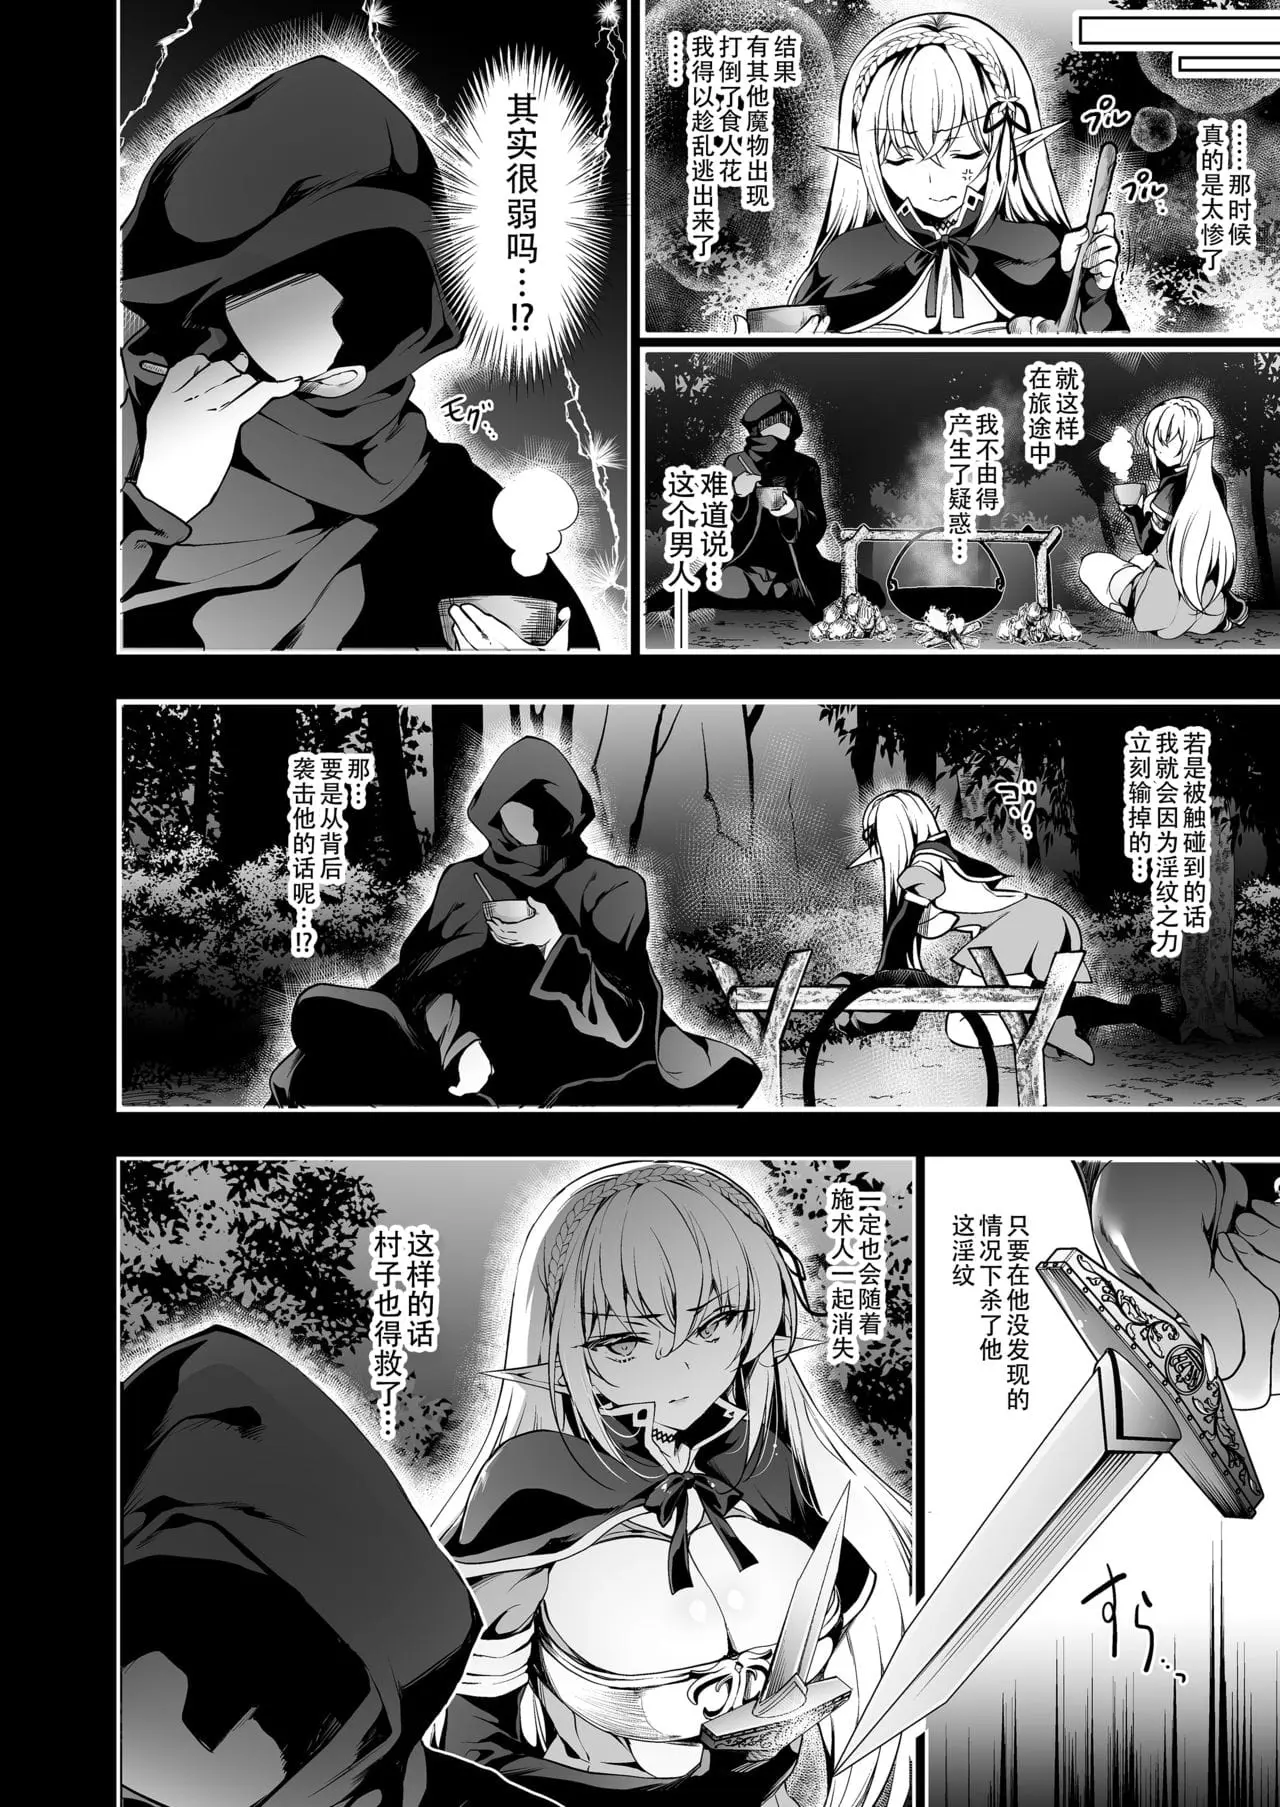 ……那时候
真的是太惨了
プルプル…
结果
有其他魔物出现
打倒了食人花
我得以趁乱逃出来了
……
就这样
在旅途中
我不由得
产生了疑惑…
难道说…
这个男人——
其实很弱吗…!?
モグ…
若是被触碰到的话
我就会因为淫纹之力
立刻输掉的…
コソ…
那…
要是从背后
袭击他的话呢…!?
只要在他没发现的
情况下杀了他
这淫纹
すら…
一定也会随着
施术人一起消失
这样的话
村子也得救了…